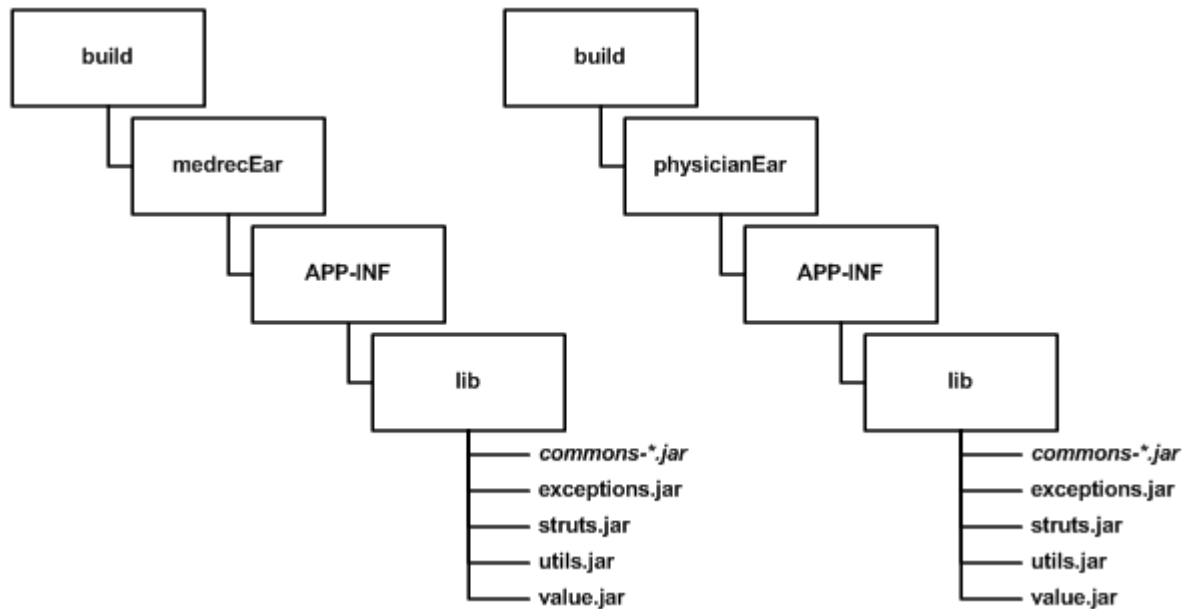 build
medrecEar
APP-INF
lib
commons-*.jar
exceptions.jar
struts.jar
utils.jar
value.jar
build
physicianEar
APP-INF
lib
commons-*.jar
exceptions.jar
struts.jar
utils.jar
value.jar